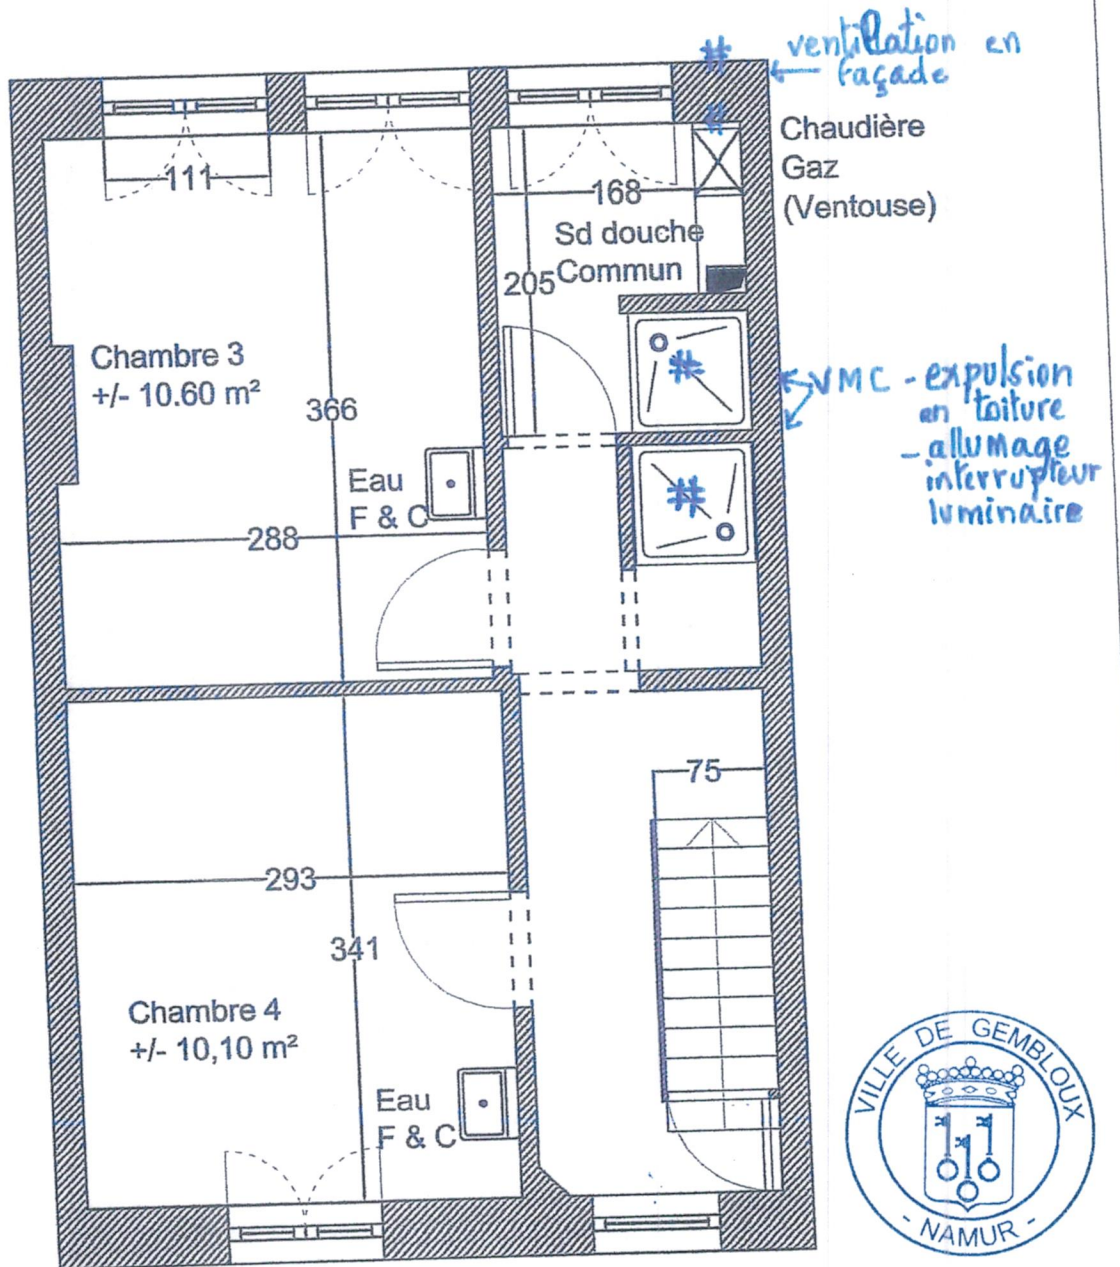 ventilation en
façade
Chaudière
Gaz
(Ventouse)
111
168
Sd douche
Commun
205
Chambre 3
+/- 10.60 m²
366
VMC - expulsion
en toiture
- allumage
interrupteur
luminaire
Eau
F & C
288
75
293
341
Chambre 4
+/- 10,10 m²
Eau
F & C
VILLE DE GEMBLOUX
- NAMUR -